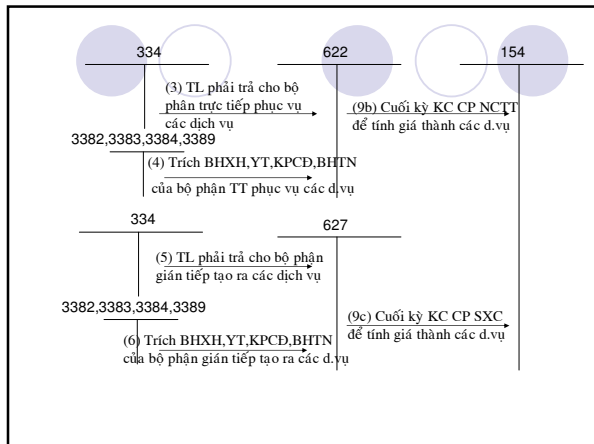 334
622
154
(3) TL phải trả cho bộ
phân trực tiếp phục vụ
các dịch vụ
(9b) Cuối kỳ KC CP NCTT
để tính giá thành các d.vụ
3382,3383,3384,3389
(4) Trích BHXH,YT,KPCĐ,BHTN
của bộ phận TT phục vụ các d.vụ
334
627
(5) TL phải trả cho bộ phận
gián tiếp tạo ra các dịch vụ
3382,3383,3384,3389
(9c) Cuối kỳ KC CP SXC
để tính giá thành các d.vụ
(6) Trích BHXH,YT,KPCĐ,BHTN
của bộ phận gián tiếp tạo ra các d.vụ